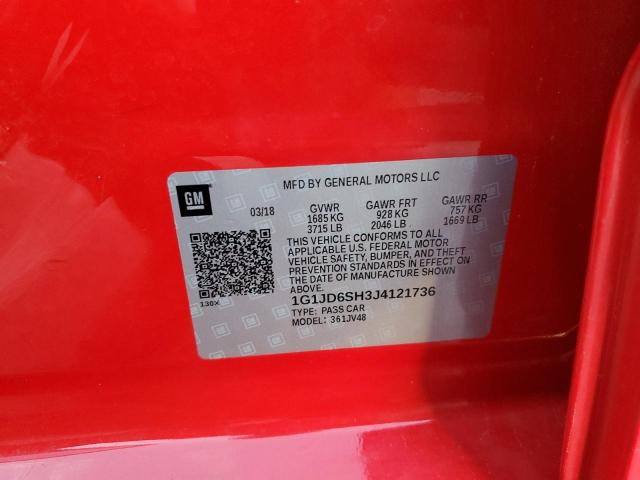 MFD BY GENERAL MOTORS LLC
GM
03/18
GVWR GAWR FRT GAWR RR
1685 KG 928 KG 757 KG
3715 LB 2046 LB 1669 LB
THIS VEHICLE CONFORMS TO ALL
APPLICABLE U.S. FEDERAL MOTOR
VEHICLE SAFETY, BUMPER, AND THEFT
PREVENTION STANDARDS IN EFFECT ON
THE DATE OF MANUFACTURE SHOWN
ABOVE.
138X
1G1JD6SH3J4121736
TYPE: PASS CAR
MODEL: 361JV48